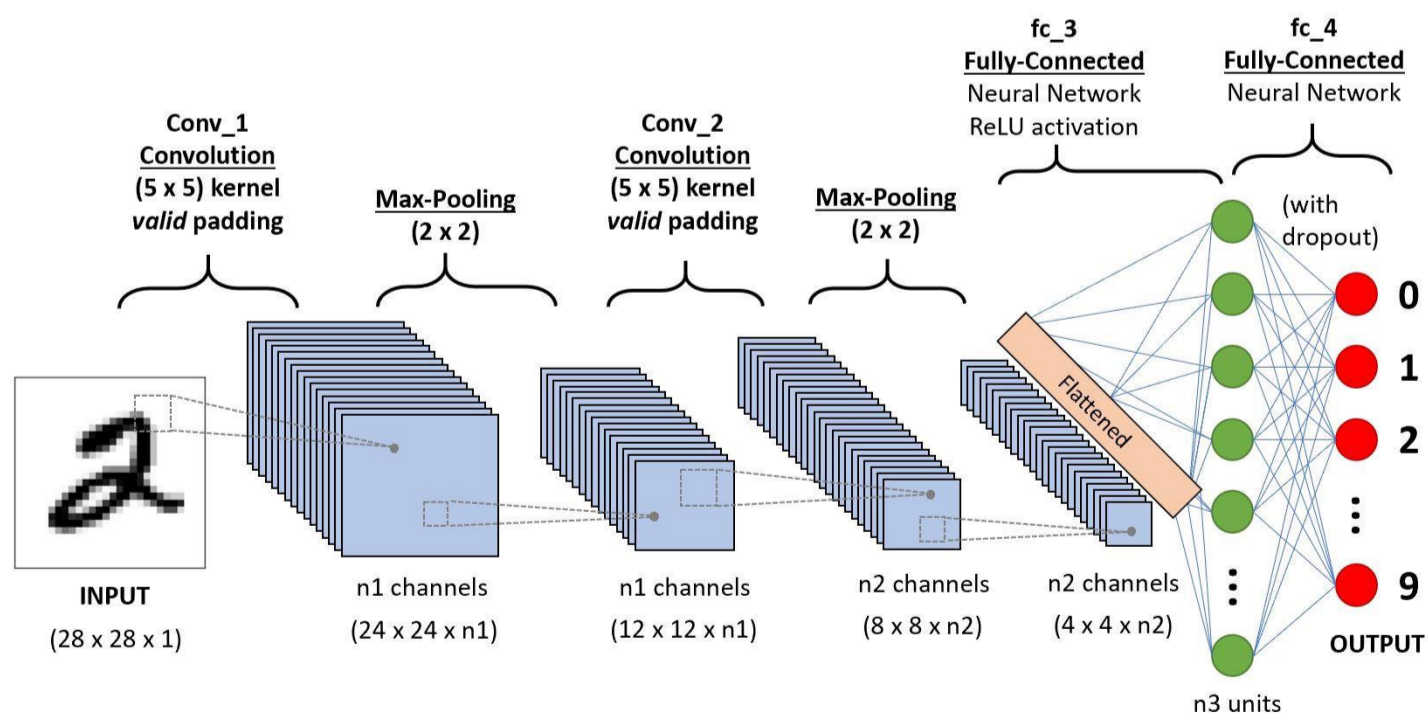 fc_3
Fully-Connected
Neural Network
ReLU activation
fc_4
Fully-Connected
Neural Network
Conv_1
Convolution
(5 x 5) kernel
valid padding
Max-Pooling
(2 x 2)
Conv_2
Convolution
(5 x 5) kernel
valid padding
Max-Pooling
(2 x 2)
(with
dropout)
0
1
2
9
Flattened
2
INPUT
(28 x 28 x 1)
n1 channels
(24 x 24 x n1)
n1 channels
(12 x 12 x n1)
n2 channels
(8 x 8 x n2)
n2 channels
(4 x 4 x n2)
OUTPUT
n3 units